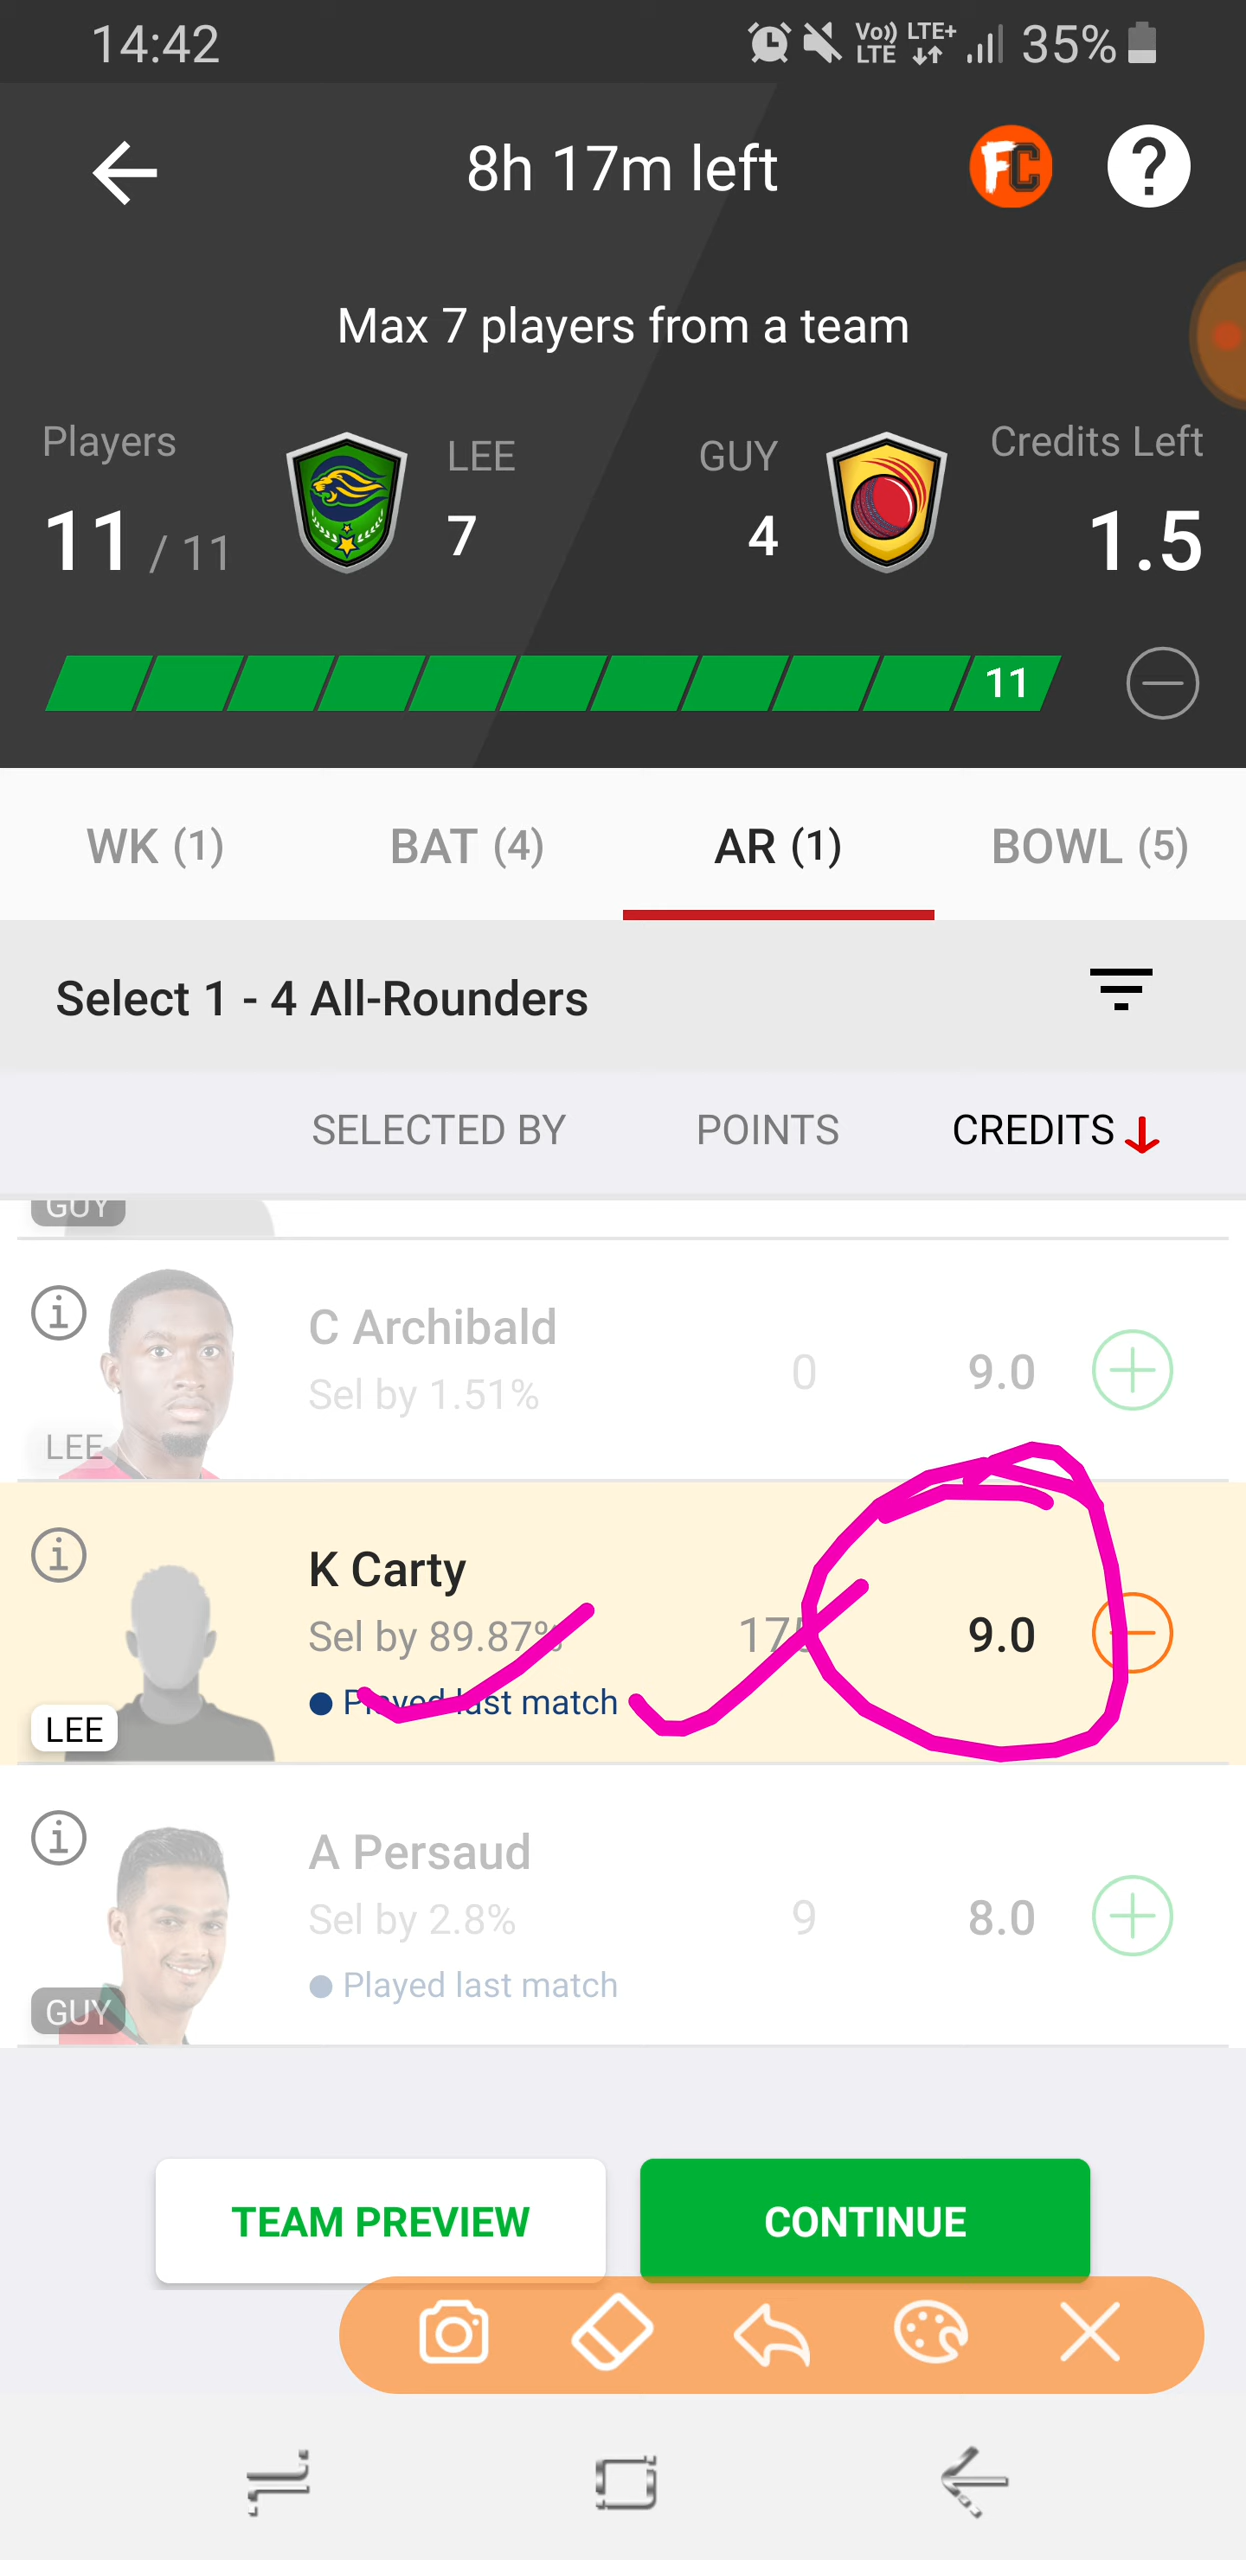 14:42
Vo)) LTE LTE+ 35%
8h 17m left
FC ?
Max 7 players from a team
Players LEE GUY Credits Left
11 / 11 7 4 1.5
11
WK (1) BAT (4) AR (1) BOWL (5)
Select 1 - 4 All-Rounders
SELECTED BY POINTS CREDITS
GUY
C Archibald
Sel by 1.51% 0 9.0
LEE
K Carty
Sel by 89.87% 9.0
Played last match
LEE
A Persaud
Sel by 2.8% 9 8.0
Played last match
GUY
TEAM PREVIEW CONTINUE